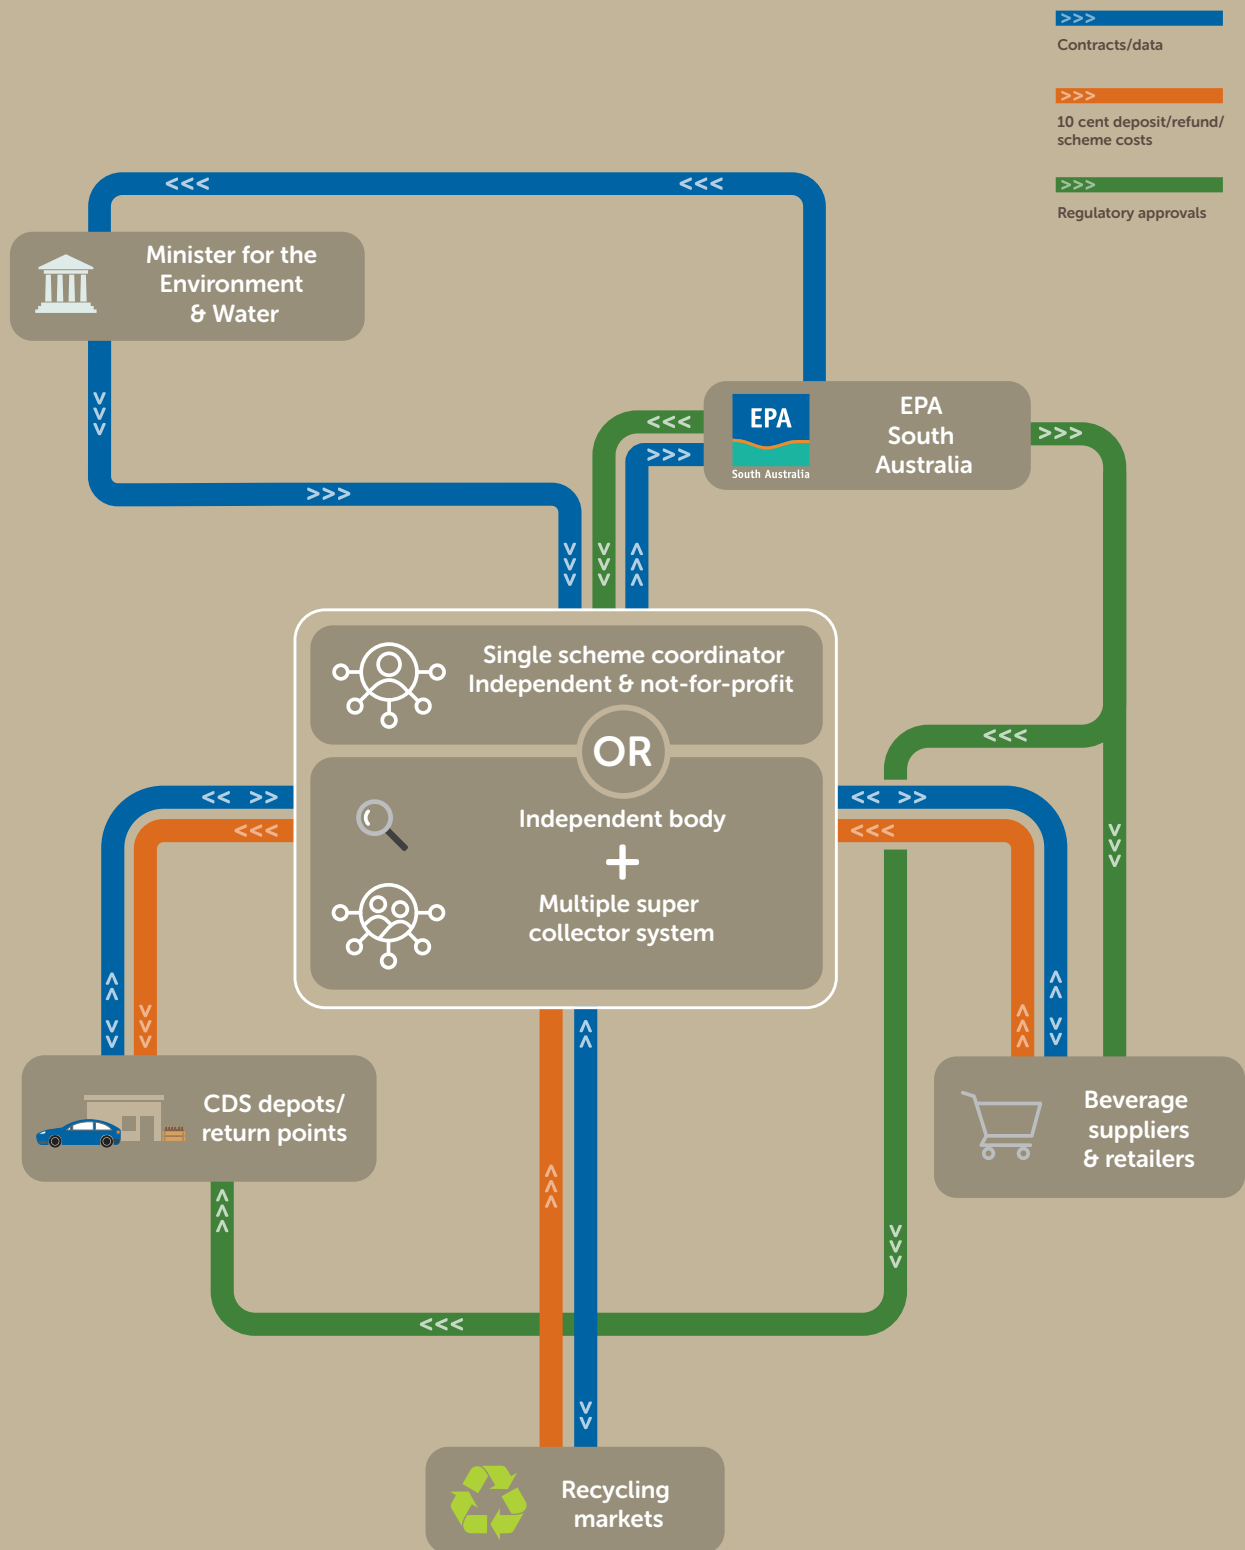 >>>
Contracts/data
>>>
10 cent deposit/refund/
scheme costs
>>>
Regulatory approvals
Minister for the
Environment
& Water
EPA
South Australia
EPA
South
Australia
Single scheme coordinator
Independent & not-for-profit
OR
Independent body
+
Multiple super
collector system
CDS depots/
return points
Beverage
suppliers
& retailers
Recycling
markets